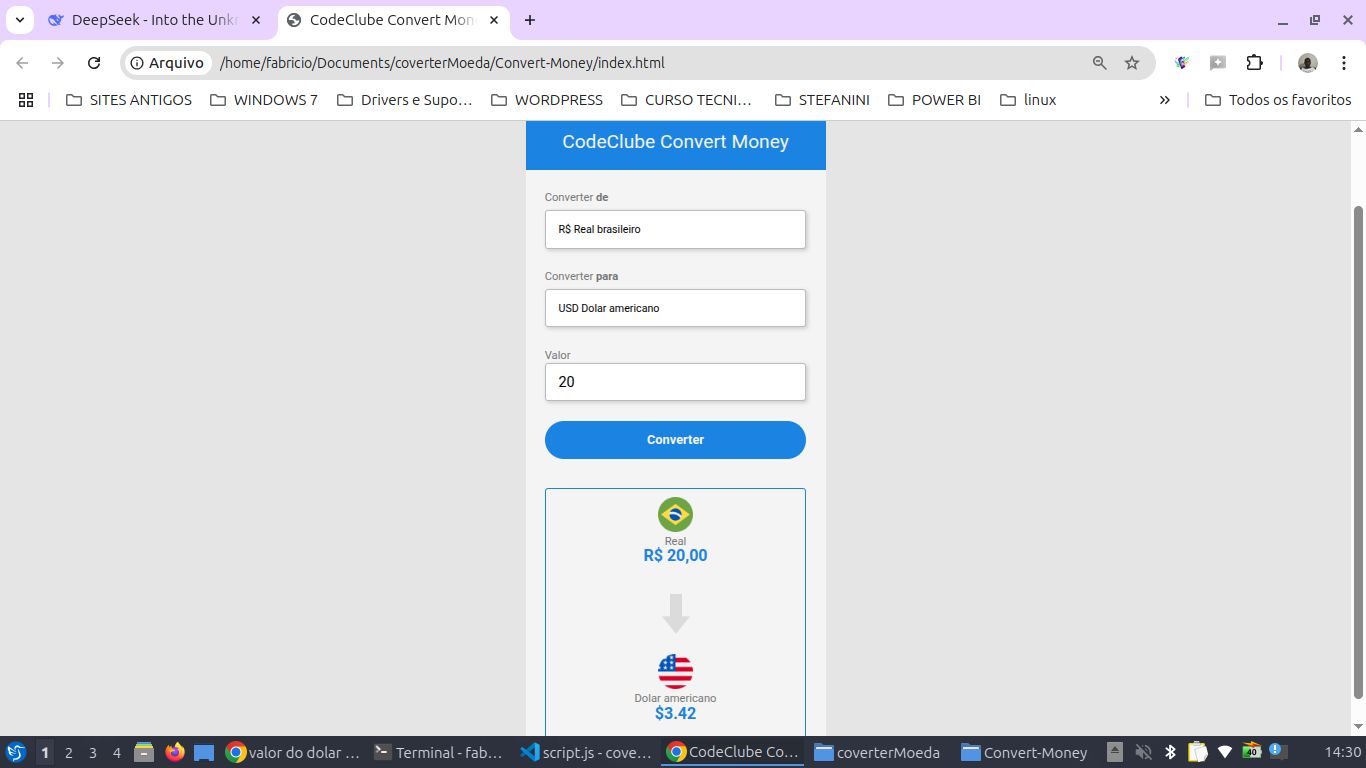 DeepSeek - Into the Unkn
CodeClube Convert Mon
Arquivo
/home/fabricio/Documents/coverterMoeda/Convert-Money/index.html
SITES ANTIGOS
WINDOWS 7
Drivers e Supo…
WORDPRESS
CURSO TECNI…
STEFANINI
POWER BI
linux
»
Todos os favoritos
CodeClube Convert Money
Converter de
R$ Real brasileiro
Converter para
USD Dolar americano
Valor
20
Converter
Real
R$ 20,00
Dolar americano
$3.42
1 2 3 4
valor do dolar …
Terminal - fab…
script.js - cove…
CodeClube Co…
coverterMoeda
Convert-Money
40
14:30